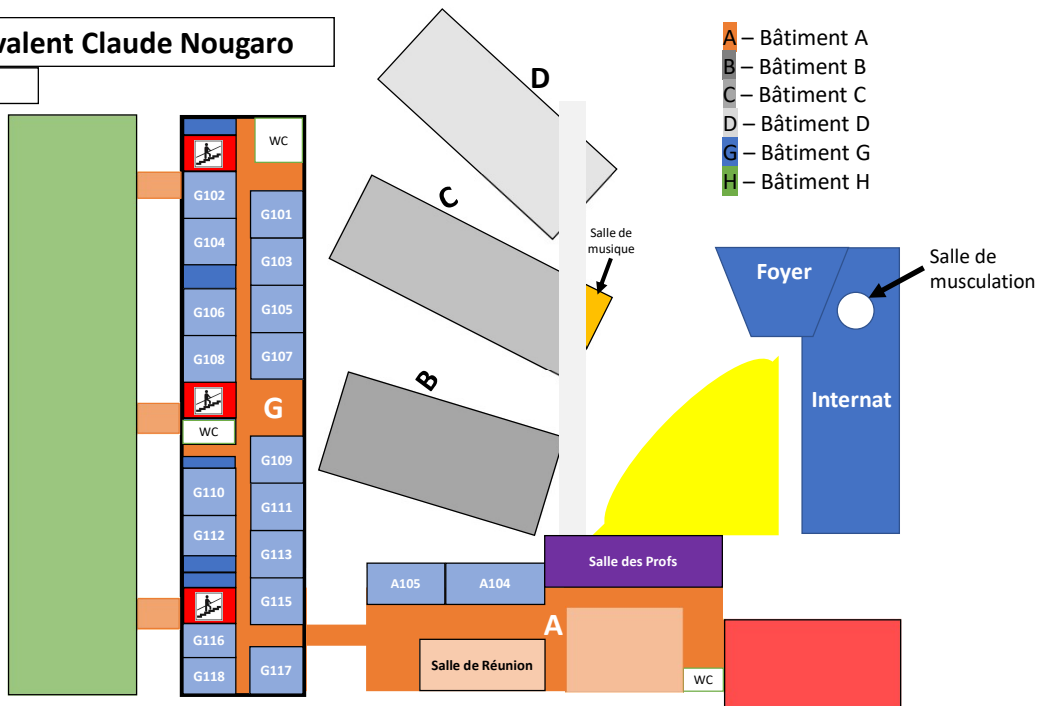 valent Claude Nougaro
A – Bâtiment A
B – Bâtiment B
C – Bâtiment C
D – Bâtiment D
G – Bâtiment G
H – Bâtiment H
D
C
B
Salle de
musique
Foyer
Salle de
musculation
Internat
WC
G102
G101
G104
G103
G106
G105
G108
G107
G
WC
G109
G110
G111
G112
G113
G115
G116
G117
G118
Salle des Profs
A105
A104
A
Salle de Réunion
WC